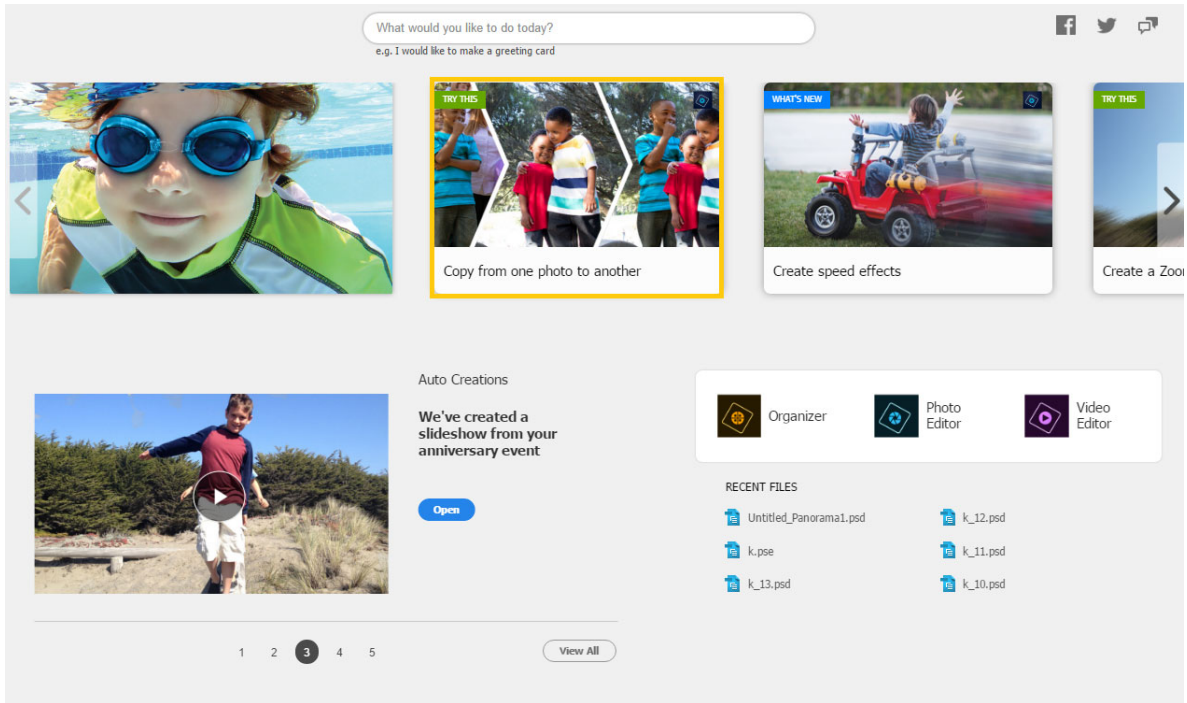 What would you like to do today?
e.g. I would like to make a greeting card
TRY THIS
WHAT'S NEW
TRY THIS
Copy from one photo to another
Create speed effects
Create a Zoo
Auto Creations
We've created a
slideshow from your
anniversary event
Open
Organizer
Photo
Editor
Video
Editor
RECENT FILES
Untitled_Panorama1.psd
k_12.psd
k.pse
k_11.psd
k_13.psd
k_10.psd
1 2 3 4 5
View All